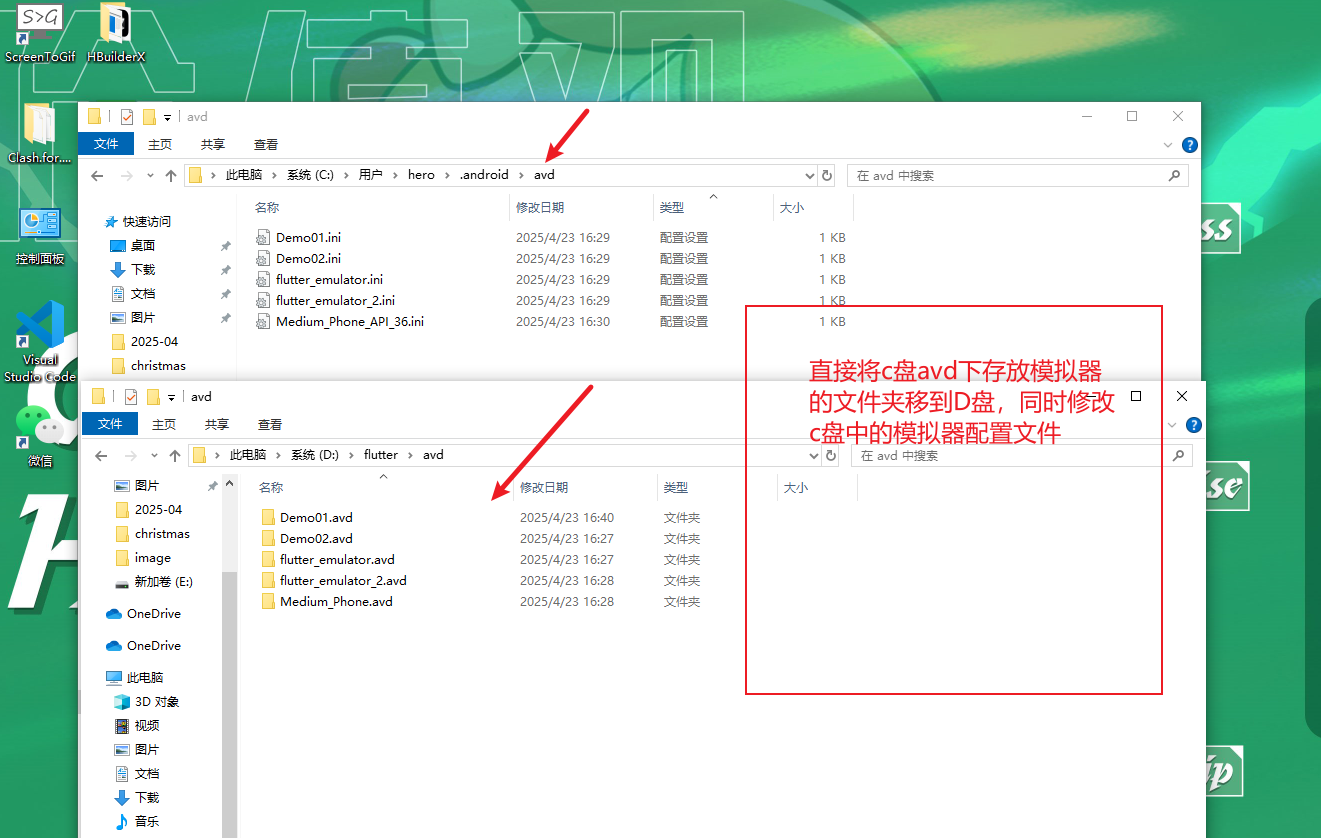 S>G
ScreenToGif
HBuilderX
Clash.for....
控制面板
Visual
Studio Code
微信
avd
文件 主页 共享 查看
此电脑 系统 (C:) 用户 hero .android avd
在 avd 中搜索
名称 修改日期 类型 大小
快速访问
桌面
下载
文档
图片
2025-04
christmas
Demo01.ini 2025/4/23 16:29 配置设置 1 KB
Demo02.ini 2025/4/23 16:29 配置设置 1 KB
flutter_emulator.ini 2025/4/23 16:29 配置设置 1 KB
flutter_emulator_2.ini 2025/4/23 16:29 配置设置 1 KB
Medium_Phone_API_36.ini 2025/4/23 16:30 配置设置 1 KB
直接将c盘avd下存放模拟器
的文件夹移到D盘，同时修改
c盘中的模拟器配置文件
avd
文件 主页 共享 查看
此电脑 系统 (D:) flutter avd
在 avd 中搜索
名称 修改日期 类型 大小
图片
2025-04
christmas
image
新加卷 (E:)
OneDrive
OneDrive
此电脑
3D 对象
视频
图片
文档
下载
音乐
Demo01.avd 2025/4/23 16:40 文件夹
Demo02.avd 2025/4/23 16:27 文件夹
flutter_emulator.avd 2025/4/23 16:27 文件夹
flutter_emulator_2.avd 2025/4/23 16:28 文件夹
Medium_Phone.avd 2025/4/23 16:28 文件夹